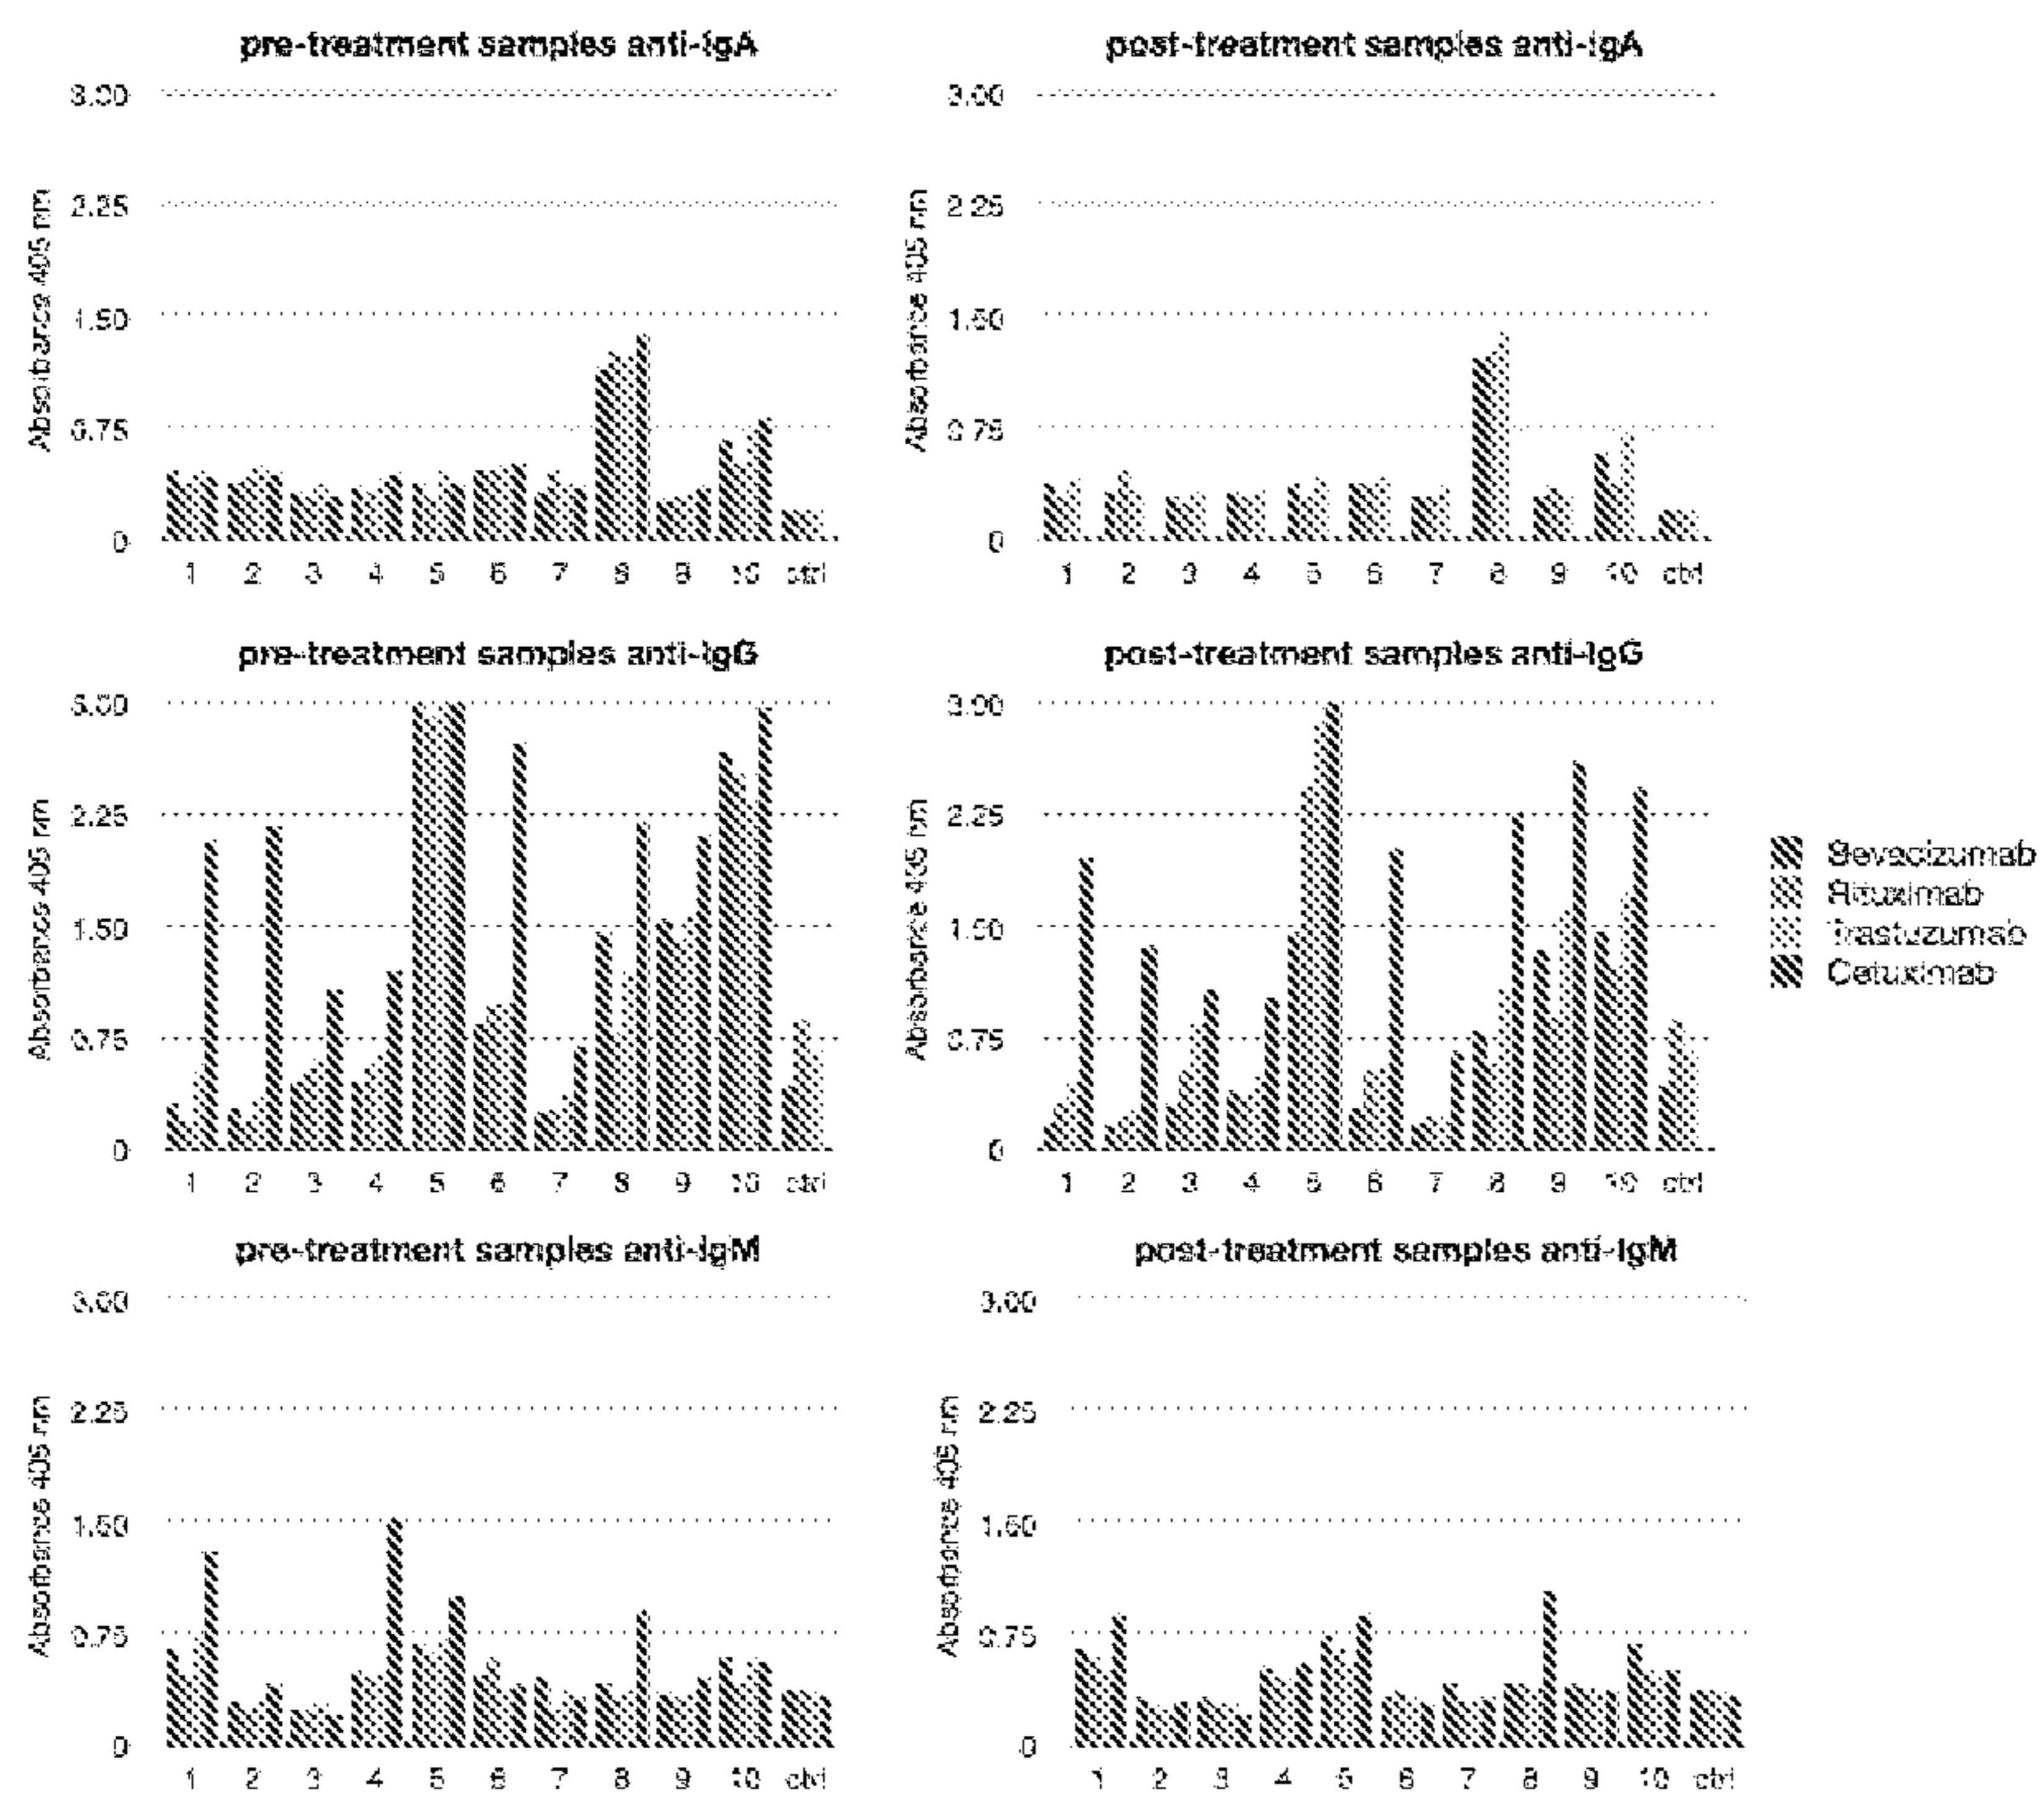 pre-treatment samples anti-IgA
3.00
2.25
1.50
0.75
0
Absorbance 405 nm
1 2 3 4 5 6 7 8 9 10 ctrl
post-treatment samples anti-IgA
3.00
2.25
1.50
0.75
0
Absorbance 405 nm
1 2 3 4 5 6 7 8 9 10 ctrl
pre-treatment samples anti-IgG
3.00
2.25
1.50
0.75
0
Absorbance 405 nm
1 2 3 4 5 6 7 8 9 10 ctrl
post-treatment samples anti-IgG
3.00
2.25
1.50
0.75
0
Absorbance 405 nm
1 2 3 4 5 6 7 8 9 10 ctrl
Bevacizumab
Rituximab
Trastuzumab
Cetuximab
pre-treatment samples anti-IgM
3.00
2.25
1.50
0.75
0
Absorbance 405 nm
1 2 3 4 5 6 7 8 9 10 ctrl
post-treatment samples anti-IgM
3.00
2.25
1.50
0.75
0
Absorbance 405 nm
1 2 3 4 5 6 7 8 9 10 ctrl